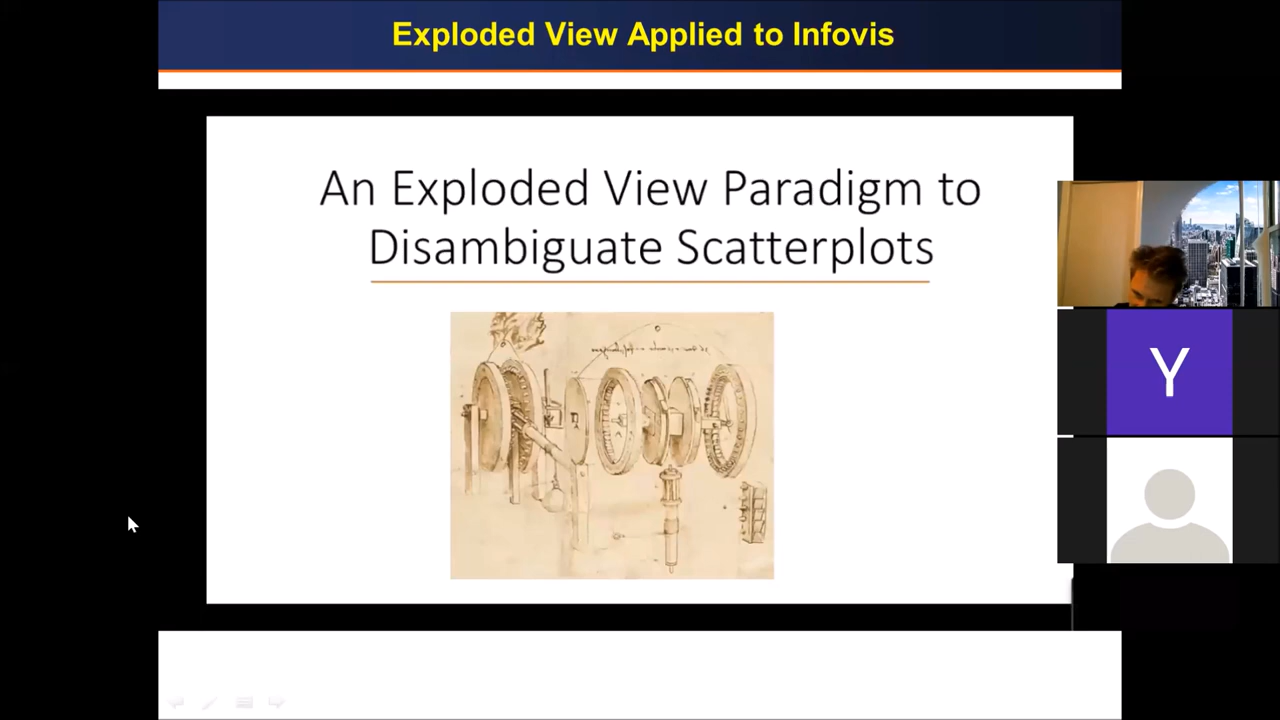 Exploded View Applied to Infovis
An Exploded View Paradigm to
Disambiguate Scatterplots
Y